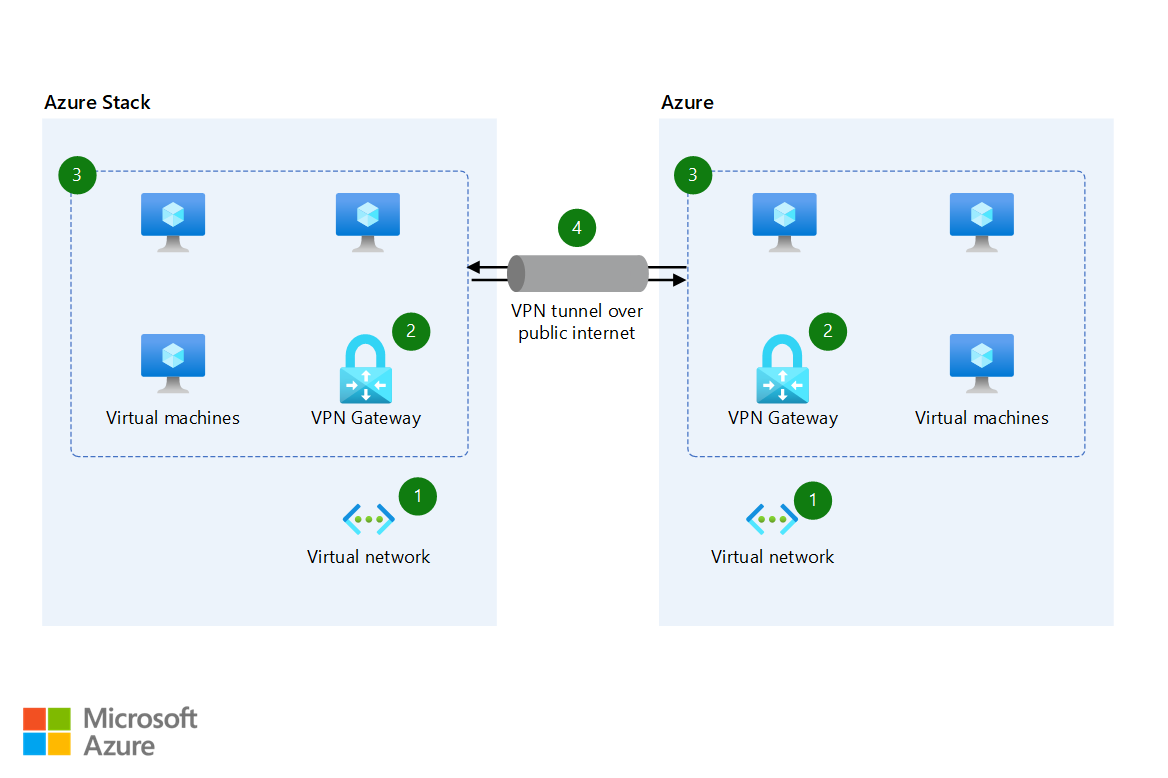 Azure Stack
Azure
3
3
4
VPN tunnel over
public internet
2
2
Virtual machines
VPN Gateway
VPN Gateway
Virtual machines
1
1
Virtual network
Virtual network
Microsoft
Azure